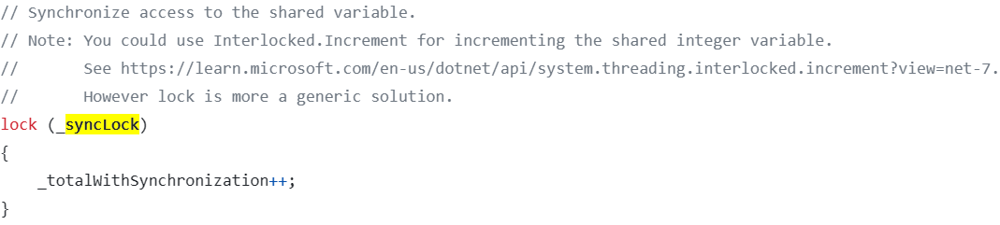 // Synchronize access to the shared variable.
// Note: You could use Interlocked.Increment for incrementing the shared integer variable.
//       See https://learn.microsoft.com/en-us/dotnet/api/system.threading.interlocked.increment?view=net-7.
//       However lock is more a generic solution.
lock (_syncLock)
{
    _totalWithSynchronization++;
}